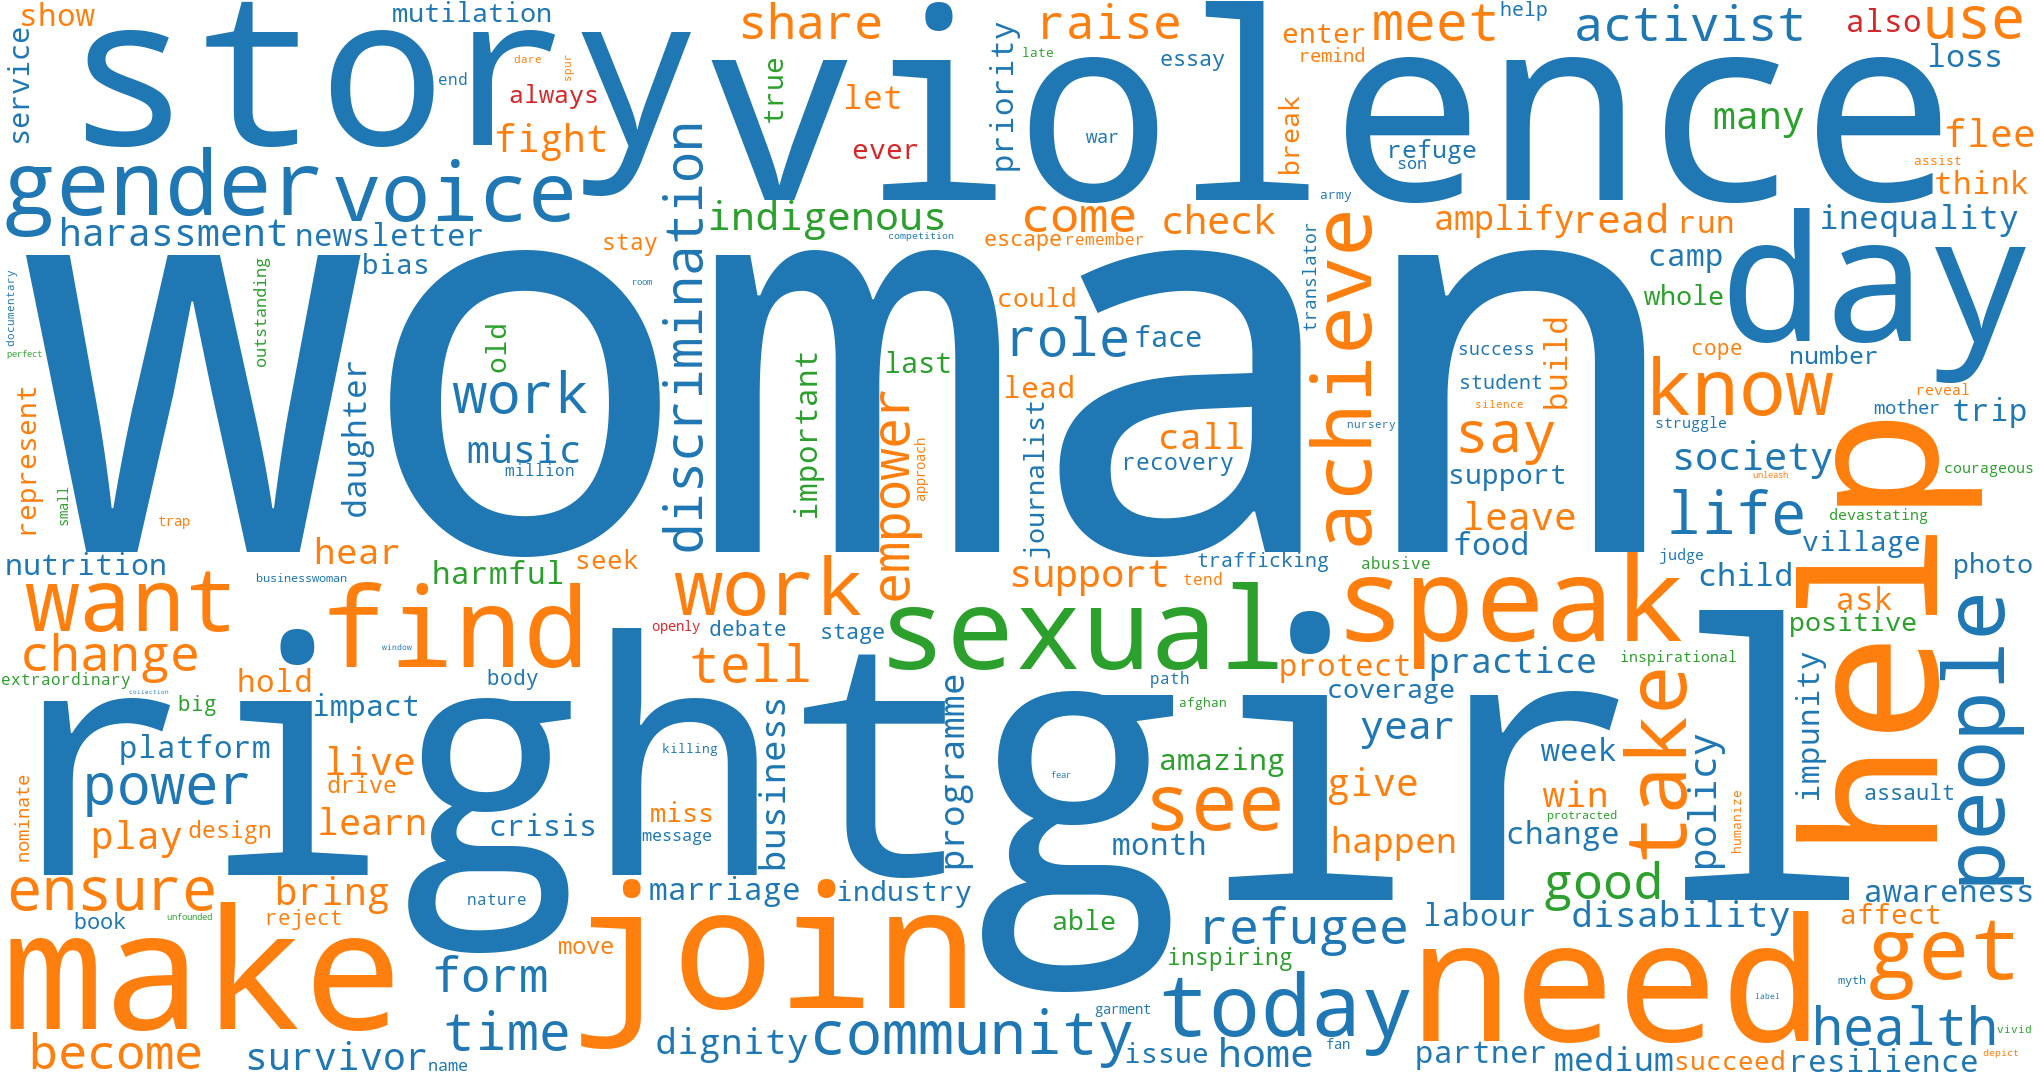 show
mutilation
share
raise
help
meet
activist
also
use
service
story
end
dare
spur
always
fight
violence
true
let
ever
priority
late
essay
enter
remind
break
war
refuge
son
many
loss
flee
assist
think
gender
voice
harassment
newsletter
bias
stay
discrimination
indigenous
competition
come
escape
remember
check
army
amplify
read
run
inequality
documentary
perfect
outstanding
woman
room
old
work
music
million
could
role
face
translator
achieve
camp
whole
day
important
last
lead
call
recovery
journalist
empower
approach
success
student
silence
say
support
build
nursery
leave
food
cope
number
know
reveal
mother
trip
struggle
represent
small
trap
daughter
society
unleash
courageous
life
devastating
village
help
nutrition
hear
businesswoman
harmful
seek
work
support
tend
trafficking
abusive
judge
child
photo
want
find
window
openly
debate
stage
sexual
speak
ask
positive
change
extraordinary
collection
hold
body
tell
path
protect
practice
inspirational
right
big
impact
platform
power
live
drive
killing
business
programme
girl
afghan
coverage
year
week
take
policy
impunity
people
nominate
play
design
learn
crisis
miss
message
fear
amazing
see
give
win
protracted
humanize
assault
month
happen
change
ensure
bring
nature
marriage
industry
good
awareness
book
unfounded
reject
able
refugee
labour
disability
affect
make
move
join
inspiring
need
get
form
today
label
myth
become
time
garment
health
vivid
survivor
name
dignity
community
issue
home
fan
partner
medium
succeed
resilience
depict